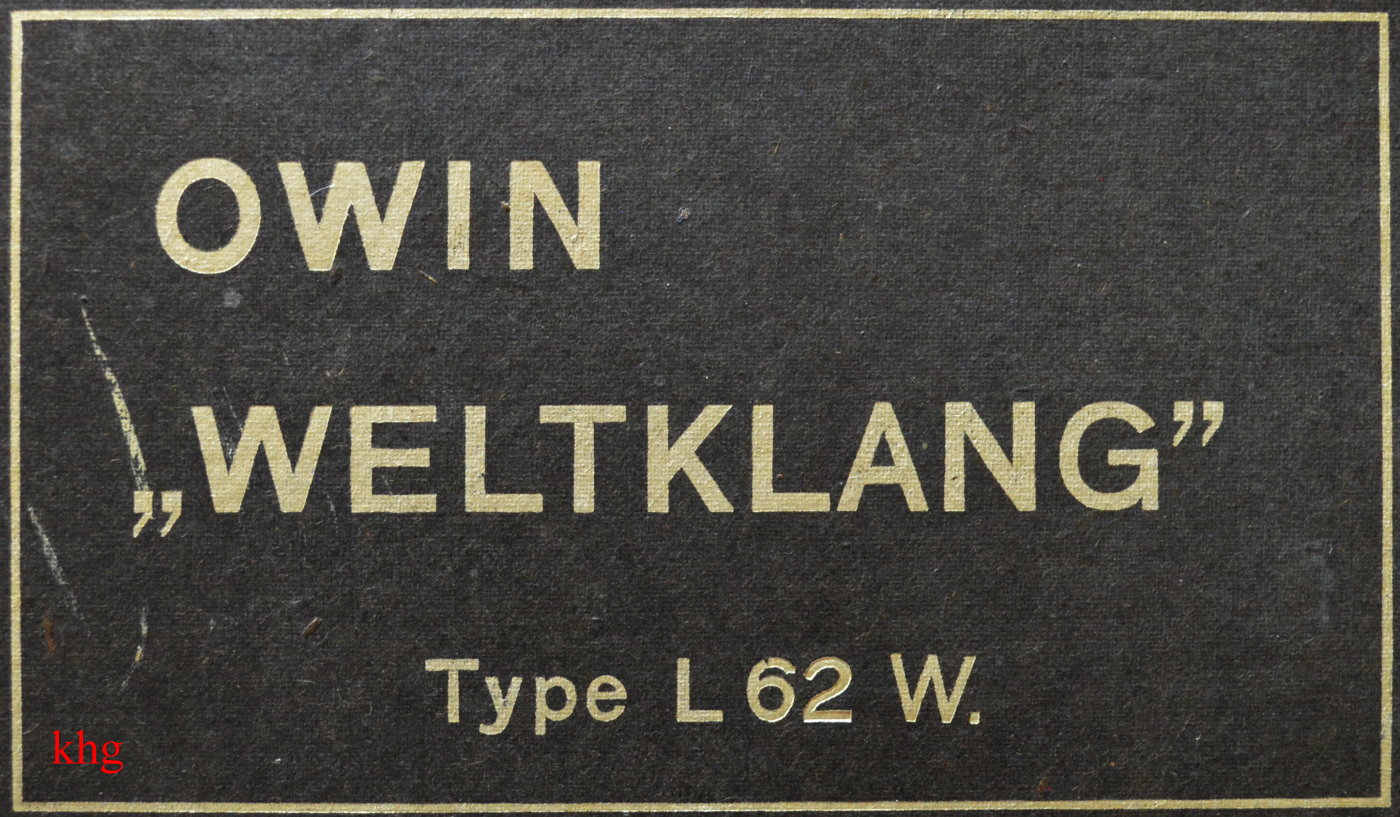 OWIN
„WELTKLANG”
Type L 62 W.
khg